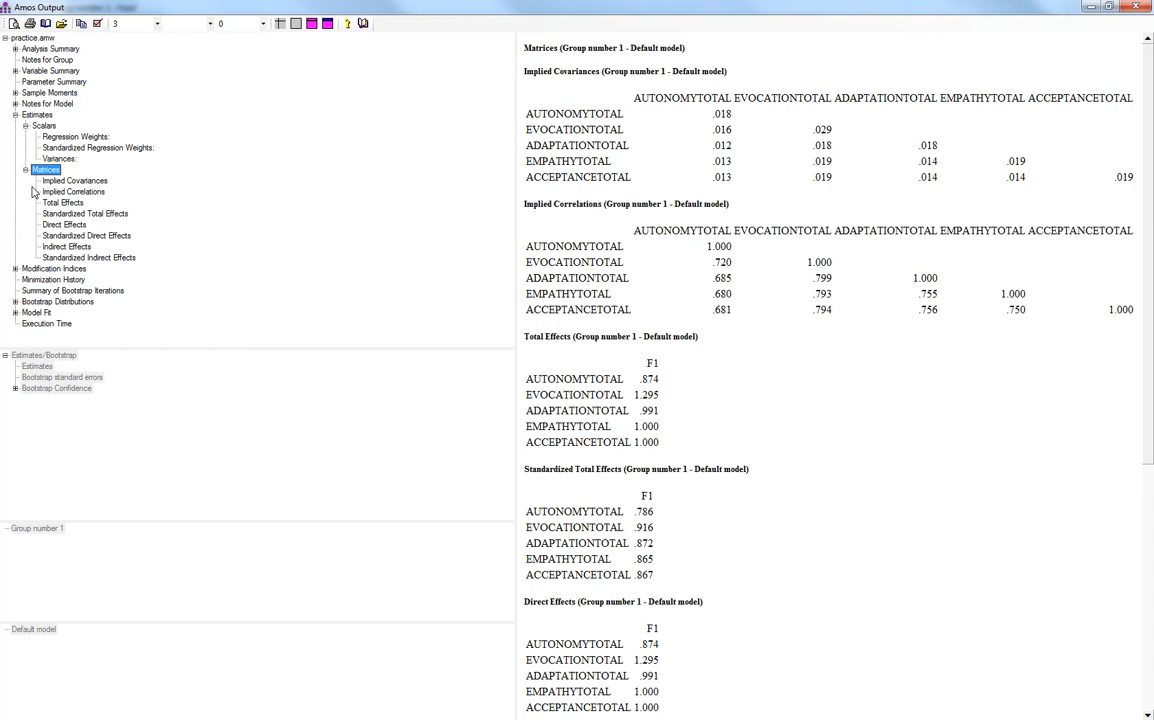 Amos Output
3
0
practice.amw
Analysis Summary
Notes for Group
Variable Summary
Parameter Summary
Sample Moments
Notes for Model
Estimates
Scalars
Regression Weights:
Standardized Regression Weights:
Variances:
Matrices
Implied Covariances
Implied Correlations
Total Effects
Standardized Total Effects
Direct Effects
Standardized Direct Effects
Indirect Effects
Standardized Indirect Effects
Modification Indices
Minimization History
Summary of Bootstrap Iterations
Bootstrap Distributions
Model Fit
Execution Time
Estimates/Bootstrap
Estimates
Bootstrap standard errors
Bootstrap Confidence
Group number 1
Default model
Matrices (Group number 1 - Default model)
Implied Covariances (Group number 1 - Default model)
AUTONOMYTOTAL EVOCATIONTOTAL ADAPTATIONTOTAL EMPATHYTOTAL ACCEPTANCETOTAL
AUTONOMYTOTAL .018
EVOCATIONTOTAL .016 .029
ADAPTATIONTOTAL .012 .018 .018
EMPATHYTOTAL .013 .019 .014 .019
ACCEPTANCETOTAL .013 .019 .014 .014 .019
Implied Correlations (Group number 1 - Default model)
AUTONOMYTOTAL EVOCATIONTOTAL ADAPTATIONTOTAL EMPATHYTOTAL ACCEPTANCETOTAL
AUTONOMYTOTAL 1.000
EVOCATIONTOTAL .720 1.000
ADAPTATIONTOTAL .685 .799 1.000
EMPATHYTOTAL .680 .793 .755 1.000
ACCEPTANCETOTAL .681 .794 .756 .750 1.000
Total Effects (Group number 1 - Default model)
F1
AUTONOMYTOTAL .874
EVOCATIONTOTAL 1.295
ADAPTATIONTOTAL .991
EMPATHYTOTAL 1.000
ACCEPTANCETOTAL 1.000
Standardized Total Effects (Group number 1 - Default model)
F1
AUTONOMYTOTAL .786
EVOCATIONTOTAL .916
ADAPTATIONTOTAL .872
EMPATHYTOTAL .865
ACCEPTANCETOTAL .867
Direct Effects (Group number 1 - Default model)
F1
AUTONOMYTOTAL .874
EVOCATIONTOTAL 1.295
ADAPTATIONTOTAL .991
EMPATHYTOTAL 1.000
ACCEPTANCETOTAL 1.000